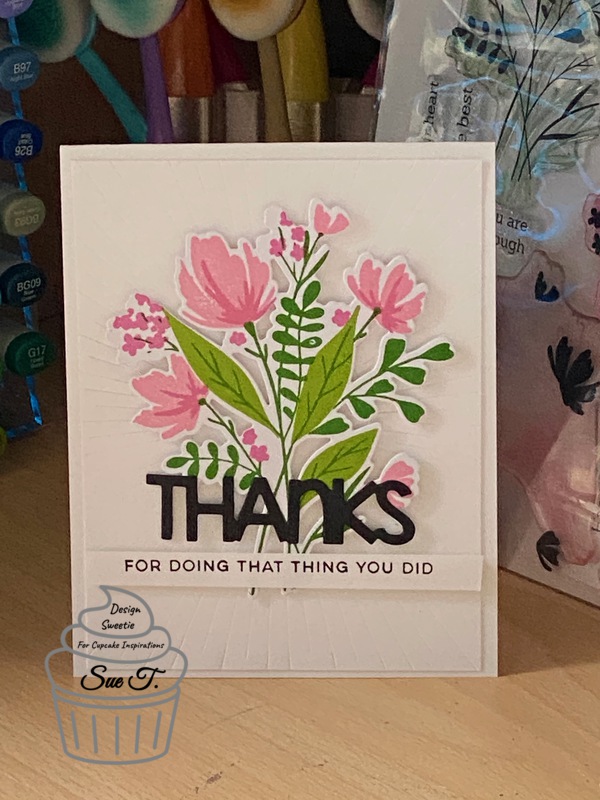 B97
B26
BG09
G17
heart
e best
u are
ough
THANKS
FOR DOING THAT THING YOU DID
Design
Sweetie
For Cupcake Inspirations
Sue T.